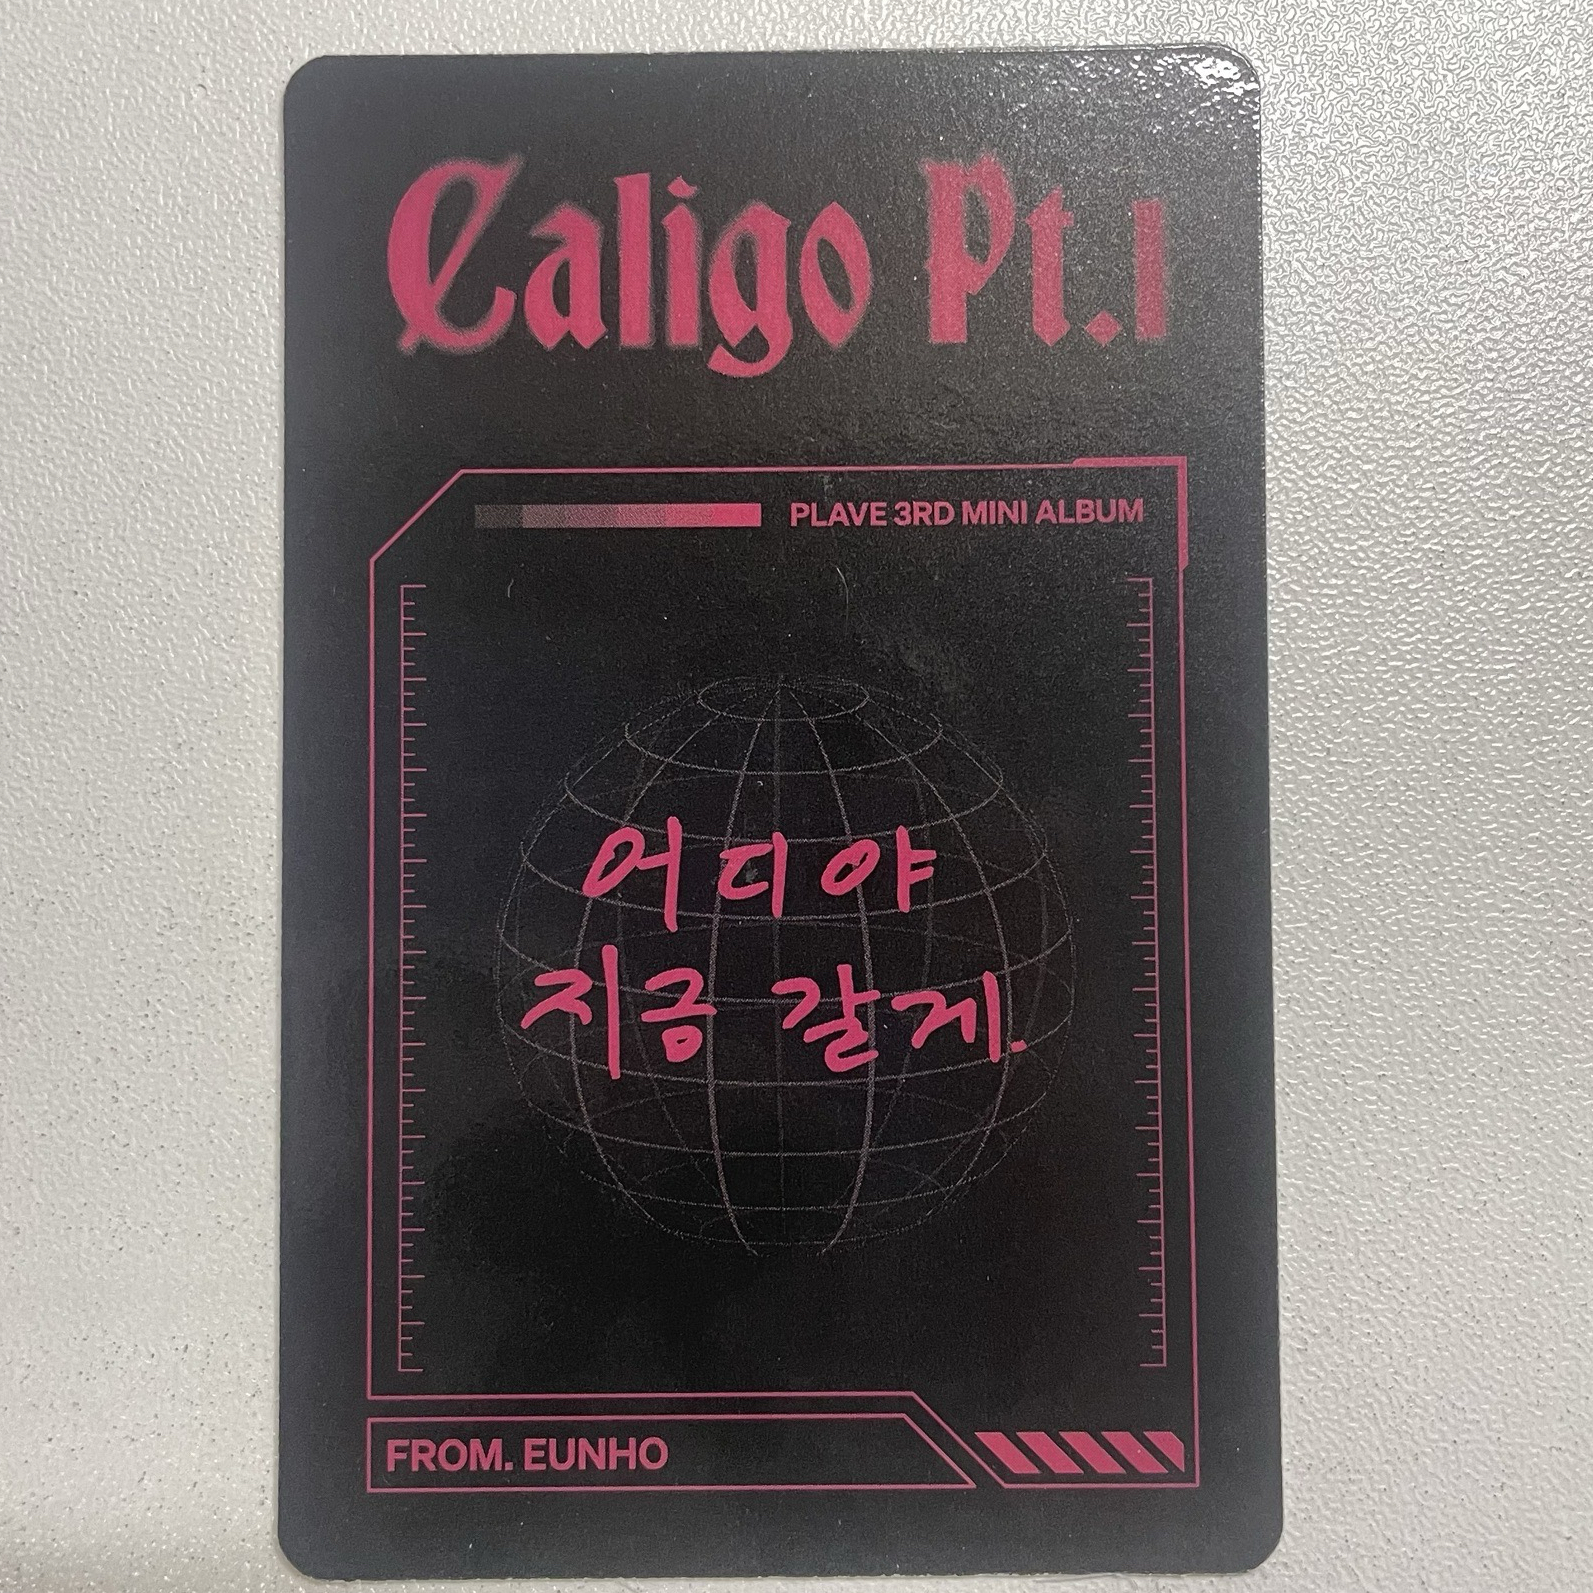 Caligo Pt.1
PLAVE 3RD MINI ALBUM
어디야
지금 갈게.
FROM. EUNHO